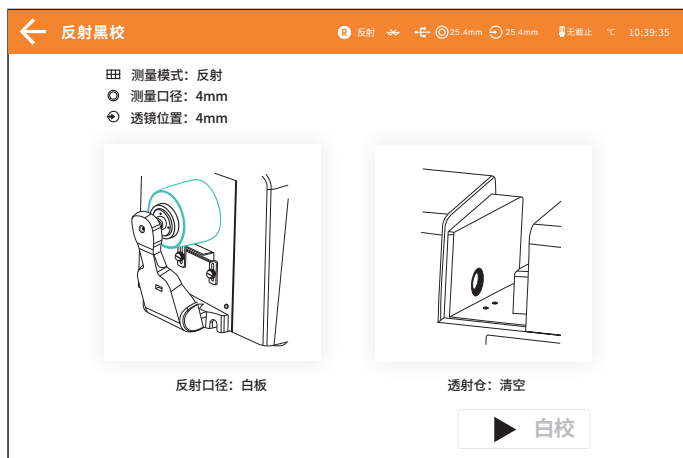 反射黑校
R 反射 25.4mm 25.4mm 无截止 ℃ 10:39:35
测量模式：反射
测量口径：4mm
透镜位置：4mm
反射口径：白板
透射仓：清空
白校